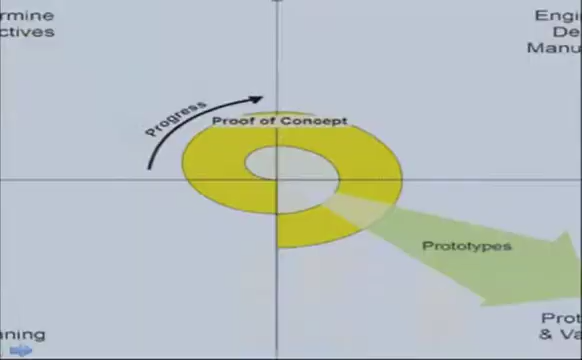 rmine
ctives
Engi
De
Manu
Progress
Proof of Concept
Prototypes
ning
Prot
& Va